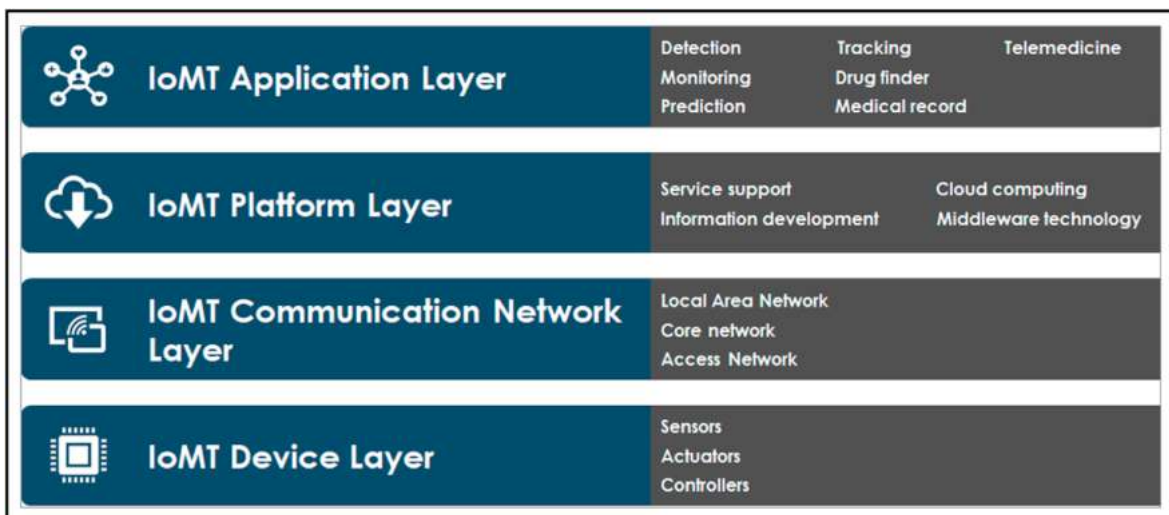 IoMT Application Layer
Detection Tracking Telemedicine
Monitoring Drug finder
Prediction Medical record
IoMT Platform Layer
Service support Cloud computing
Information development Middleware technology
IoMT Communication Network
Layer
Local Area Network
Core network
Access Network
IoMT Device Layer
Sensors
Actuators
Controllers